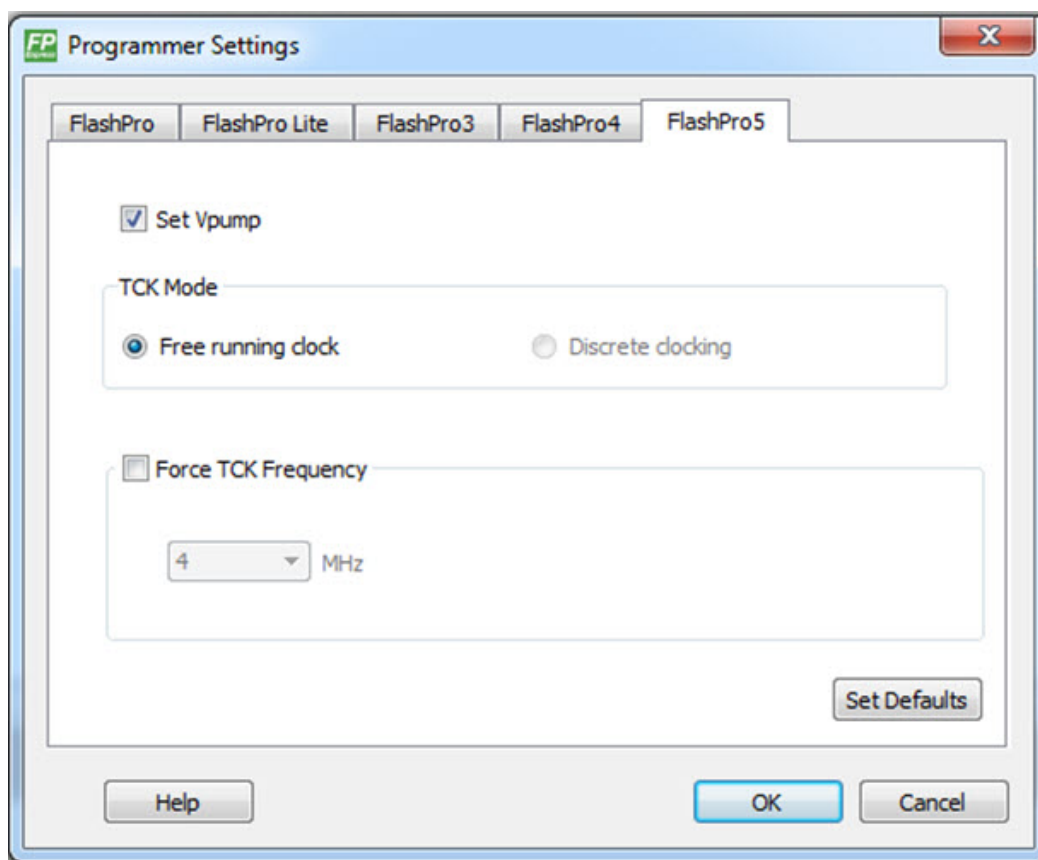 FP
Express
Programmer Settings
FlashPro FlashPro Lite FlashPro3 FlashPro4 FlashPro5
Set Vpump
TCK Mode
Free running clock Discrete clocking
Force TCK Frequency
4 MHz
Set Defaults
Help OK Cancel